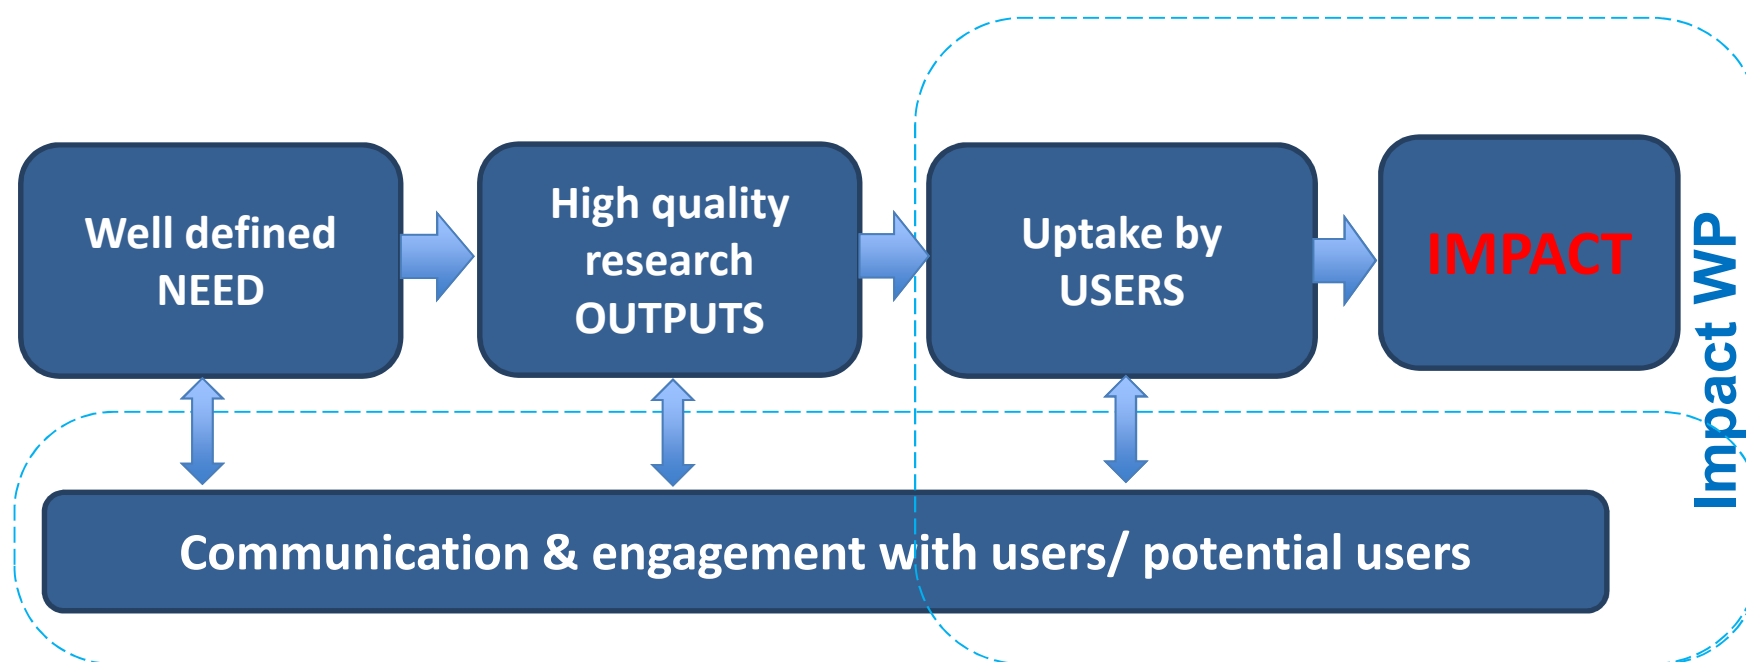 Well defined
NEED
High quality
research
OUTPUTS
Uptake by
USERS
IMPACT
Impact WP
Communication & engagement with users/ potential users